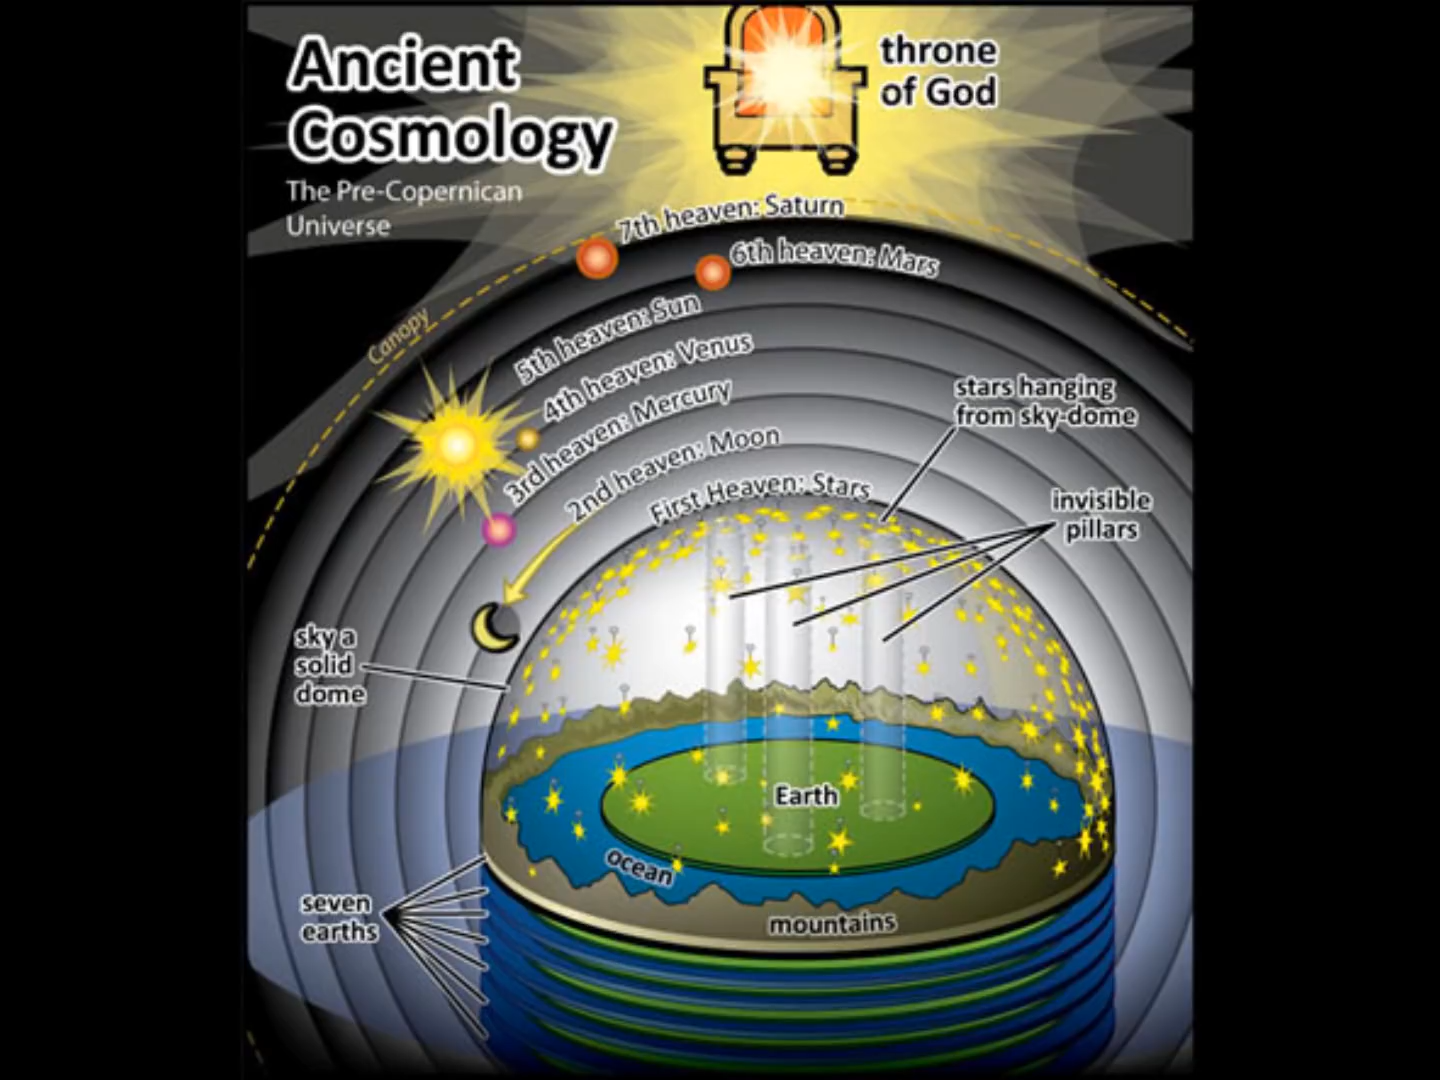 Ancient
Cosmology
The Pre-Copernican
Universe
throne
of God
7th heaven: Saturn
6th heaven: Mars
Canopy
5th heaven: Sun
4th heaven: Venus
3rd heaven: Mercury
2nd heaven: Moon
First Heaven: Stars
stars hanging
from sky-dome
invisible
pillars
sky a
solid
dome
Earth
ocean
seven
earths
mountains